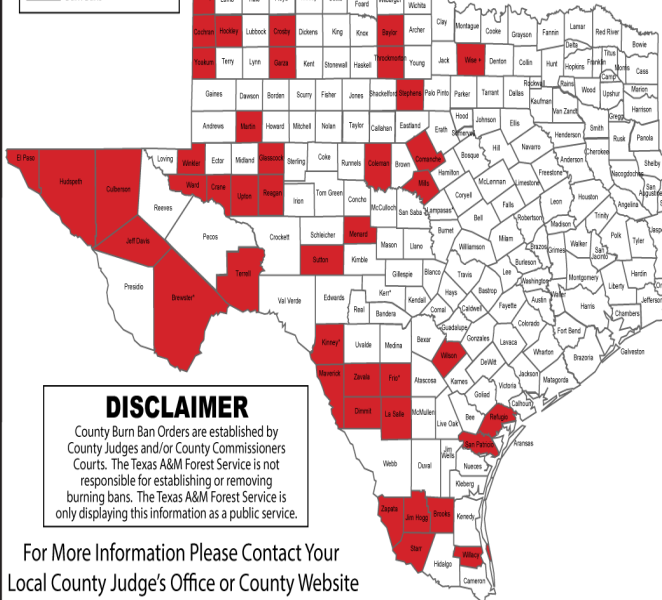 Foard Wichita
Clay Montague Cooke Grayson Fannin Lamar Red River
Cochran Hockley Lubbock Crosby Dickens King Knox Baylor Archer Delta Bowie
Yoakum Terry Lynn Garza Kent Stonewall Haskell Throckmorton Young Jack Wise + Denton Collin Hunt Hopkins Franklin Titus Morris Cass
Camp
Gaines Dawson Borden Scurry Fisher Jones Shackelford Stephens Palo Pinto Parker Tarrant Dallas Rockwall Kaufman Rains Wood Upshur Marion
Van Zandt Gregg Harrison
Andrews Martin Howard Mitchell Nolan Taylor Callahan Eastland Erath Hood Somervell Johnson Ellis Henderson Smith Rusk Panola
Navarro Cherokee
El Paso Hudspeth Culberson Loving Winkler Ector Midland Glasscock Sterling Coke Runnels Coleman Brown Comanche Hamilton Bosque Hill Freestone Anderson Nacogdoches Shelby
Ward Crane Upton Reagan Irion Tom Green Concho McCulloch San Saba Mills Lampasas Coryell McLennan Limestone Leon Houston Angelina San Augustine
Reeves Falls Robertson Madison Trinity
Jeff Davis Pecos Crockett Schleicher Menard Mason Llano Burnet Bell Milam Brazos Grimes Walker San Jacinto Polk Tyler
Sutton Kimble Williamson Burleson
Presidio Brewster* Terrell Gillespie Blanco Travis Lee Washington Montgomery Liberty Hardin
Val Verde Edwards Real Kerr* Kendall Hays Bastrop Austin Waller Harris Jefferson
Bandera Comal Caldwell Fayette Chambers
Kinney* Uvalde Medina Bexar Guadalupe Gonzales Colorado Fort Bend Galveston
Wilson Lavaca Wharton Brazoria
Maverick Zavala Frio* Atascosa Karnes DeWitt Jackson Matagorda
Victoria
Dimmit La Salle McMullen Live Oak Bee Goliad Calhoun
Refugio
San Patricio Aransas
Webb Duval Jim Wells Nueces
Kleberg
Zapata Jim Hogg Brooks Kenedy
Starr Hidalgo Willacy
Cameron
DISCLAIMER
County Burn Ban Orders are established by
County Judges and/or County Commissioners
Courts. The Texas A&M Forest Service is not
responsible for establishing or removing
burning bans. The Texas A&M Forest Service is
only displaying this information as a public service.
For More Information Please Contact Your
Local County Judge's Office or County Website